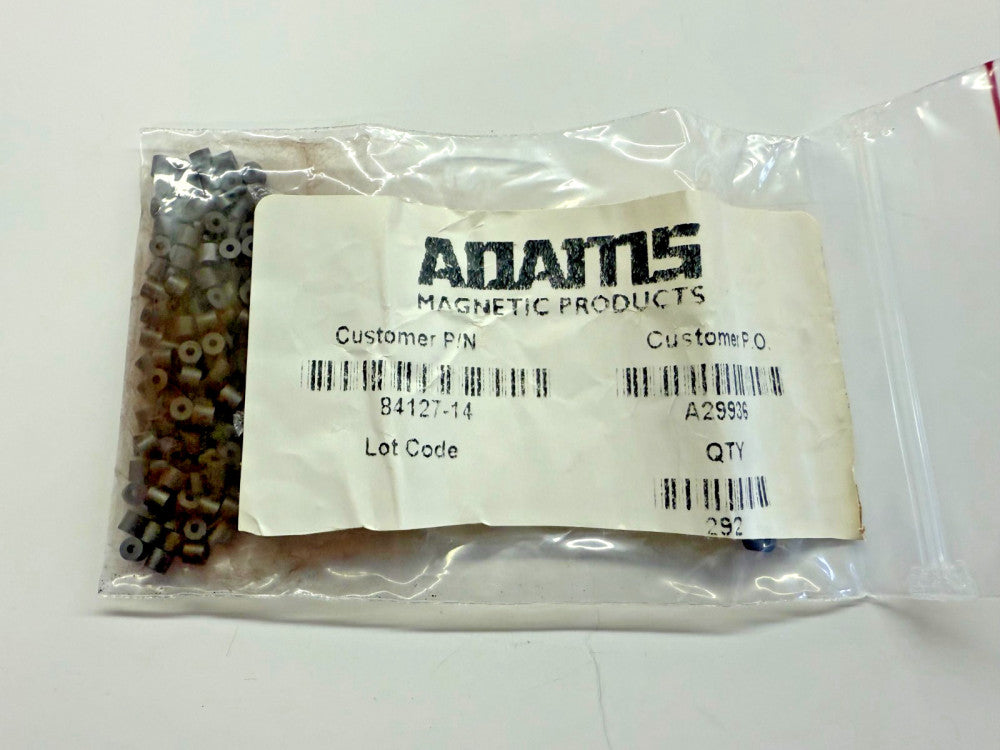 ADAMS
MAGNETIC PRODUCTS
Customer P/N
Customer P.O.
84127-14
A29936
Lot Code
QTY
292